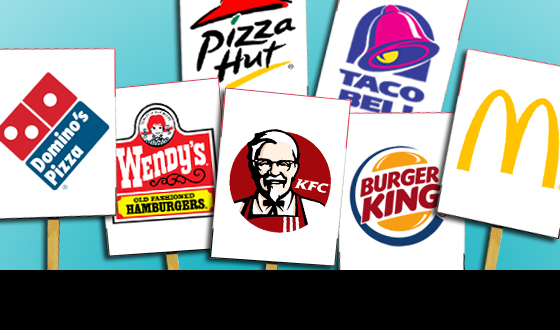 Pizza
Hut
®
TACO
BELL
Domino's
Pizza
®
WENDY'S
OLD FASHIONED
HAMBURGERS.
KFC
BURGER
KING